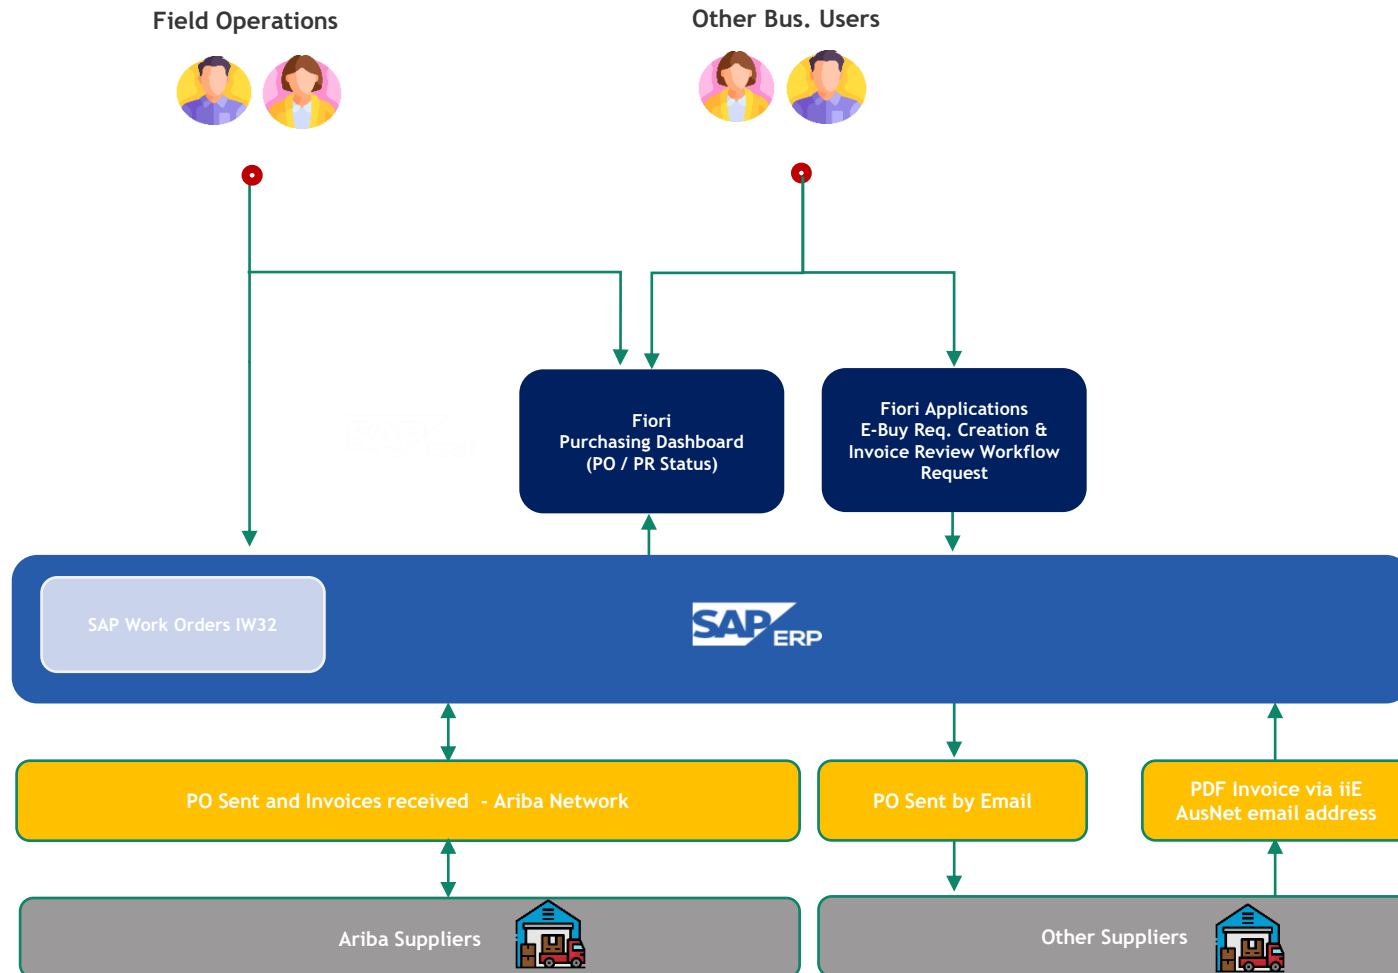 Field Operations
Other Bus. Users
Fiori
Purchasing Dashboard
(PO / PR Status)
Fiori Applications
E-Buy Req. Creation &
Invoice Review Workflow
Request
SAP Work Orders IW32
SAP ERP
PO Sent and Invoices received - Ariba Network
PO Sent by Email
PDF Invoice via iiE
AusNet email address
Ariba Suppliers
Other Suppliers